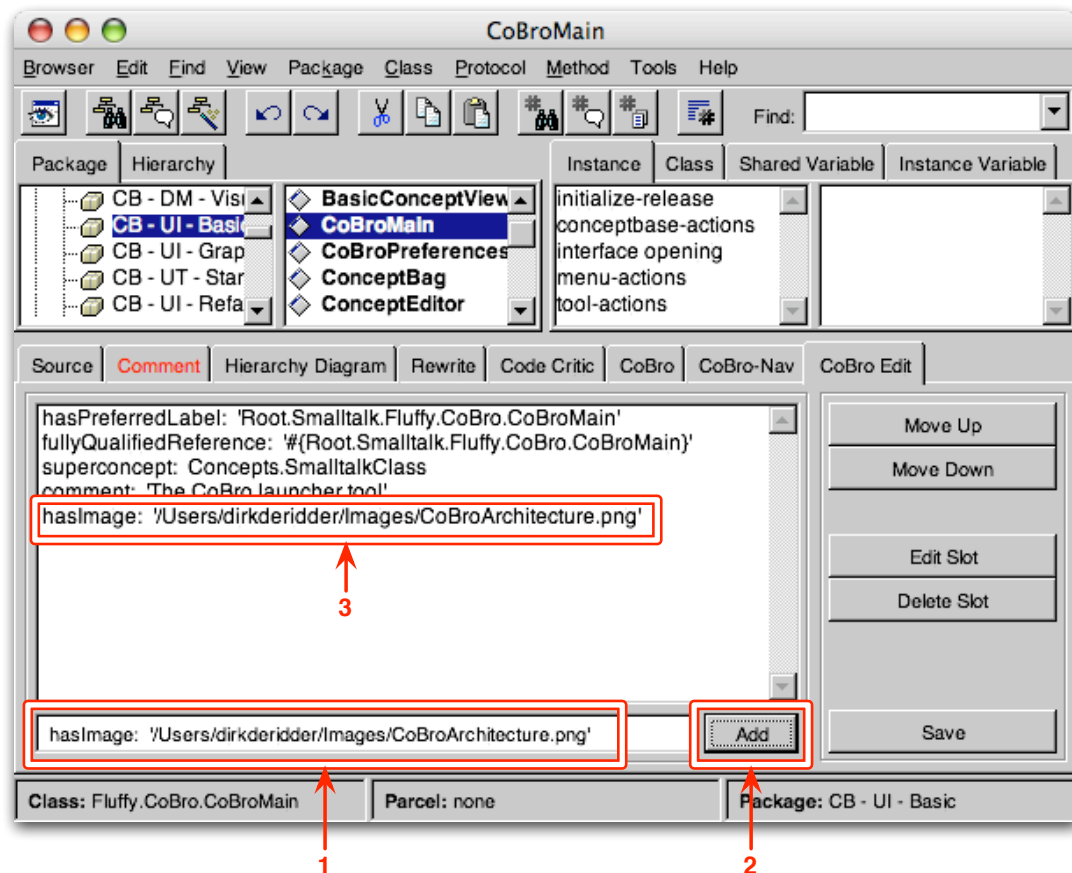 CoBroMain
Browser Edit Find View Package Class Protocol Method Tools Help
Find:
Package Hierarchy
Instance Class Shared Variable Instance Variable
CB - DM - Visu
CB - UI - Basic
CB - UI - Grap
CB - UT - Star
CB - UI - Refa
BasicConceptView
CoBroMain
CoBroPreferences
ConceptBag
ConceptEditor
initialize-release
conceptbase-actions
interface opening
menu-actions
tool-actions
Source Comment Hierarchy Diagram Rewrite Code Critic CoBro CoBro-Nav CoBro Edit
hasPreferredLabel: 'Root.Smalltalk.Fluffy.CoBro.CoBroMain'
fullyQualifiedReference: '#{Root.Smalltalk.Fluffy.CoBro.CoBroMain}'
superconcept: Concepts.SmalltalkClass
comment: 'The CoBro launcher tool'
hasImage: '/Users/dirkderidder/Images/CoBroArchitecture.png'
3
Move Up
Move Down
Edit Slot
Delete Slot
hasImage: '/Users/dirkderidder/Images/CoBroArchitecture.png'
Add
Save
Class: Fluffy.CoBro.CoBroMain
Parcel: none
Package: CB - UI - Basic
1
2